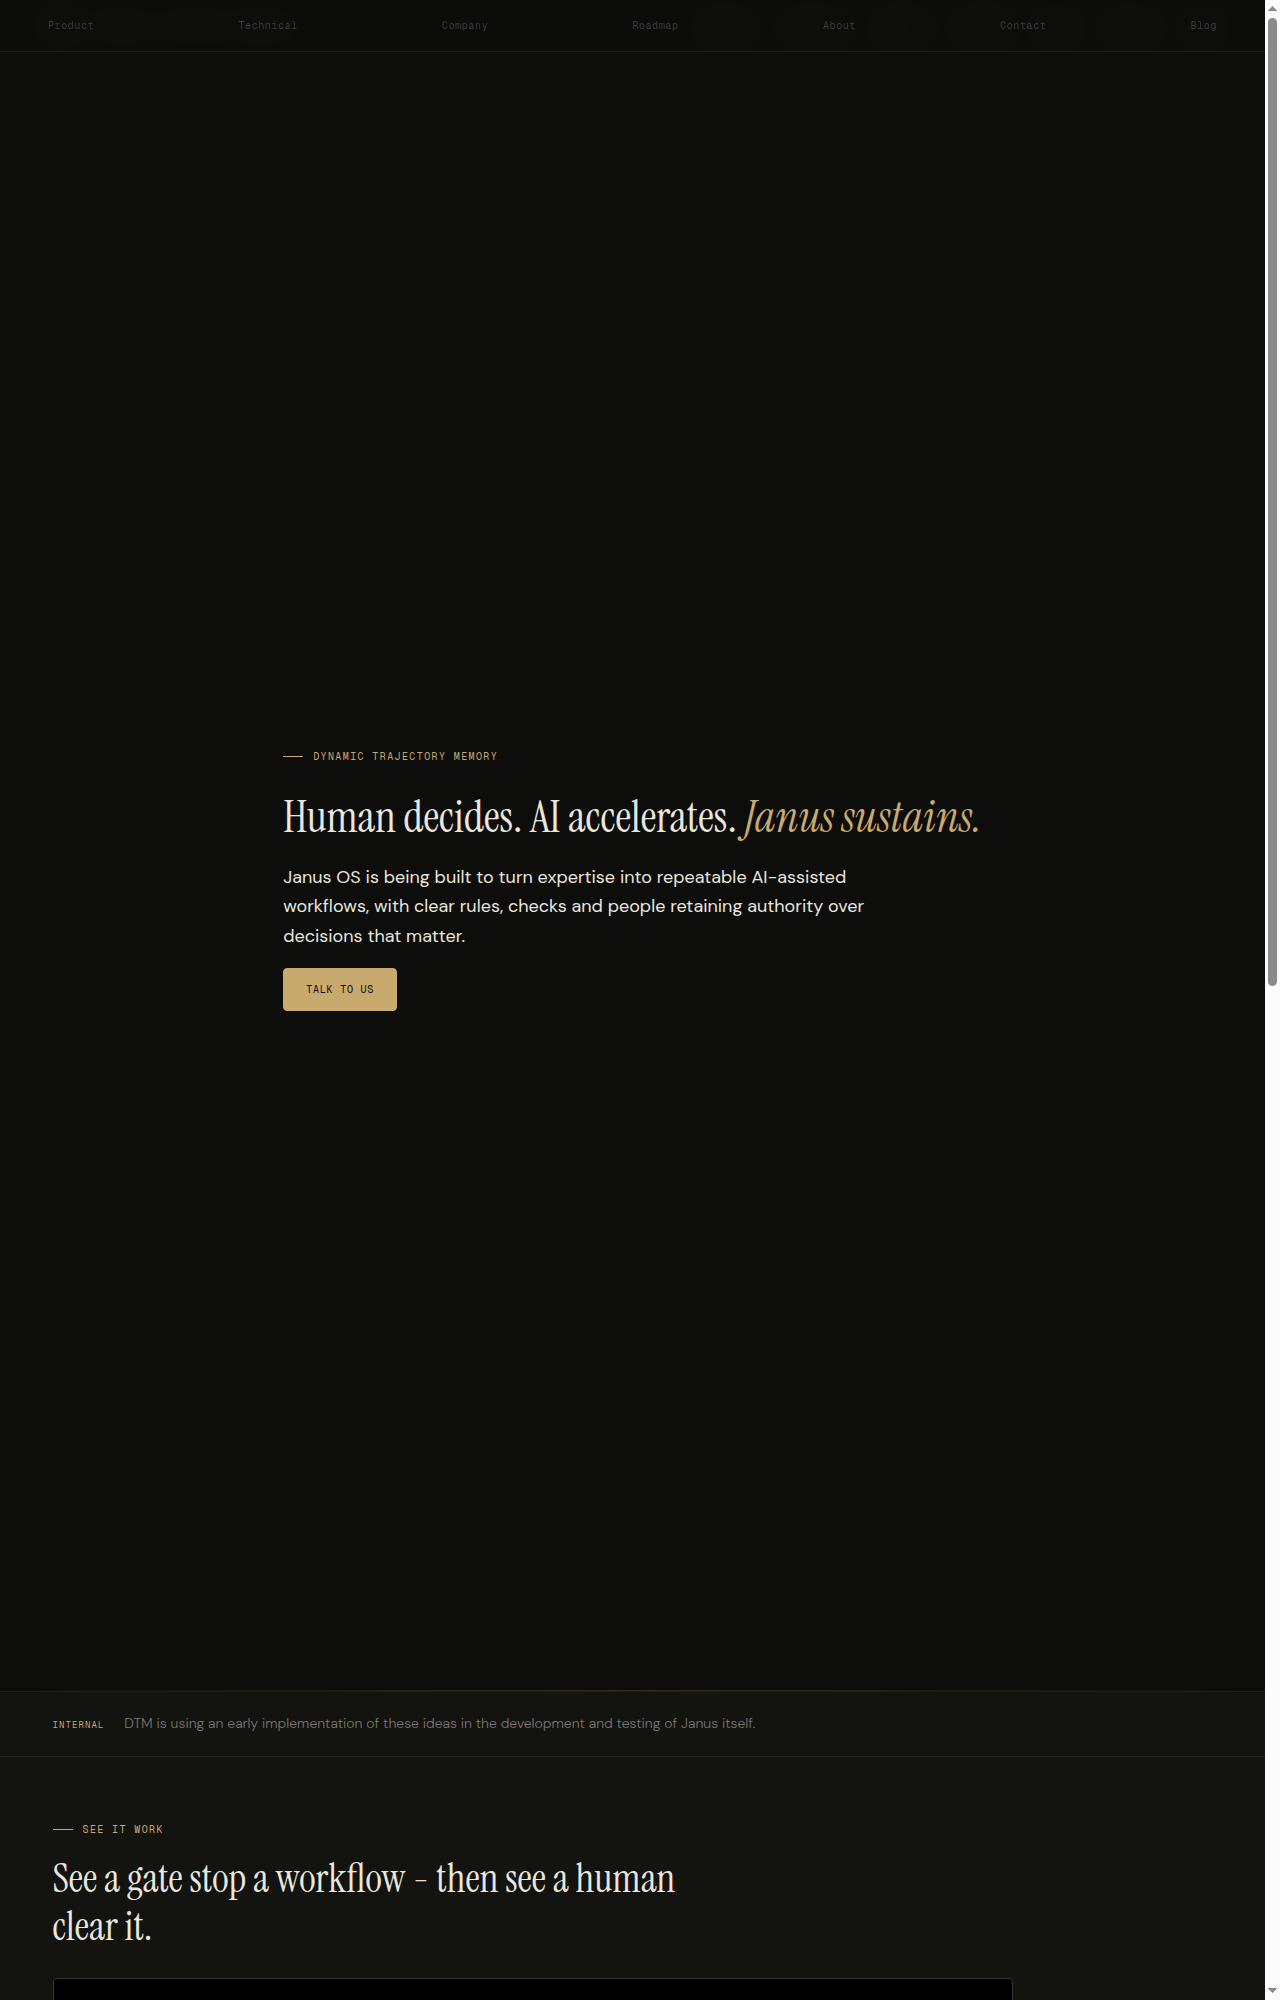 Product Technical Company Roadmap About Contact Blog
DYNAMIC TRAJECTORY MEMORY
Human decides. AI accelerates. Janus sustains.
Janus OS is being built to turn expertise into repeatable AI-assisted
workflows, with clear rules, checks and people retaining authority over
decisions that matter.
TALK TO US
INTERNAL DTM is using an early implementation of these ideas in the development and testing of Janus itself.
SEE IT WORK
See a gate stop a workflow – then see a human
clear it.